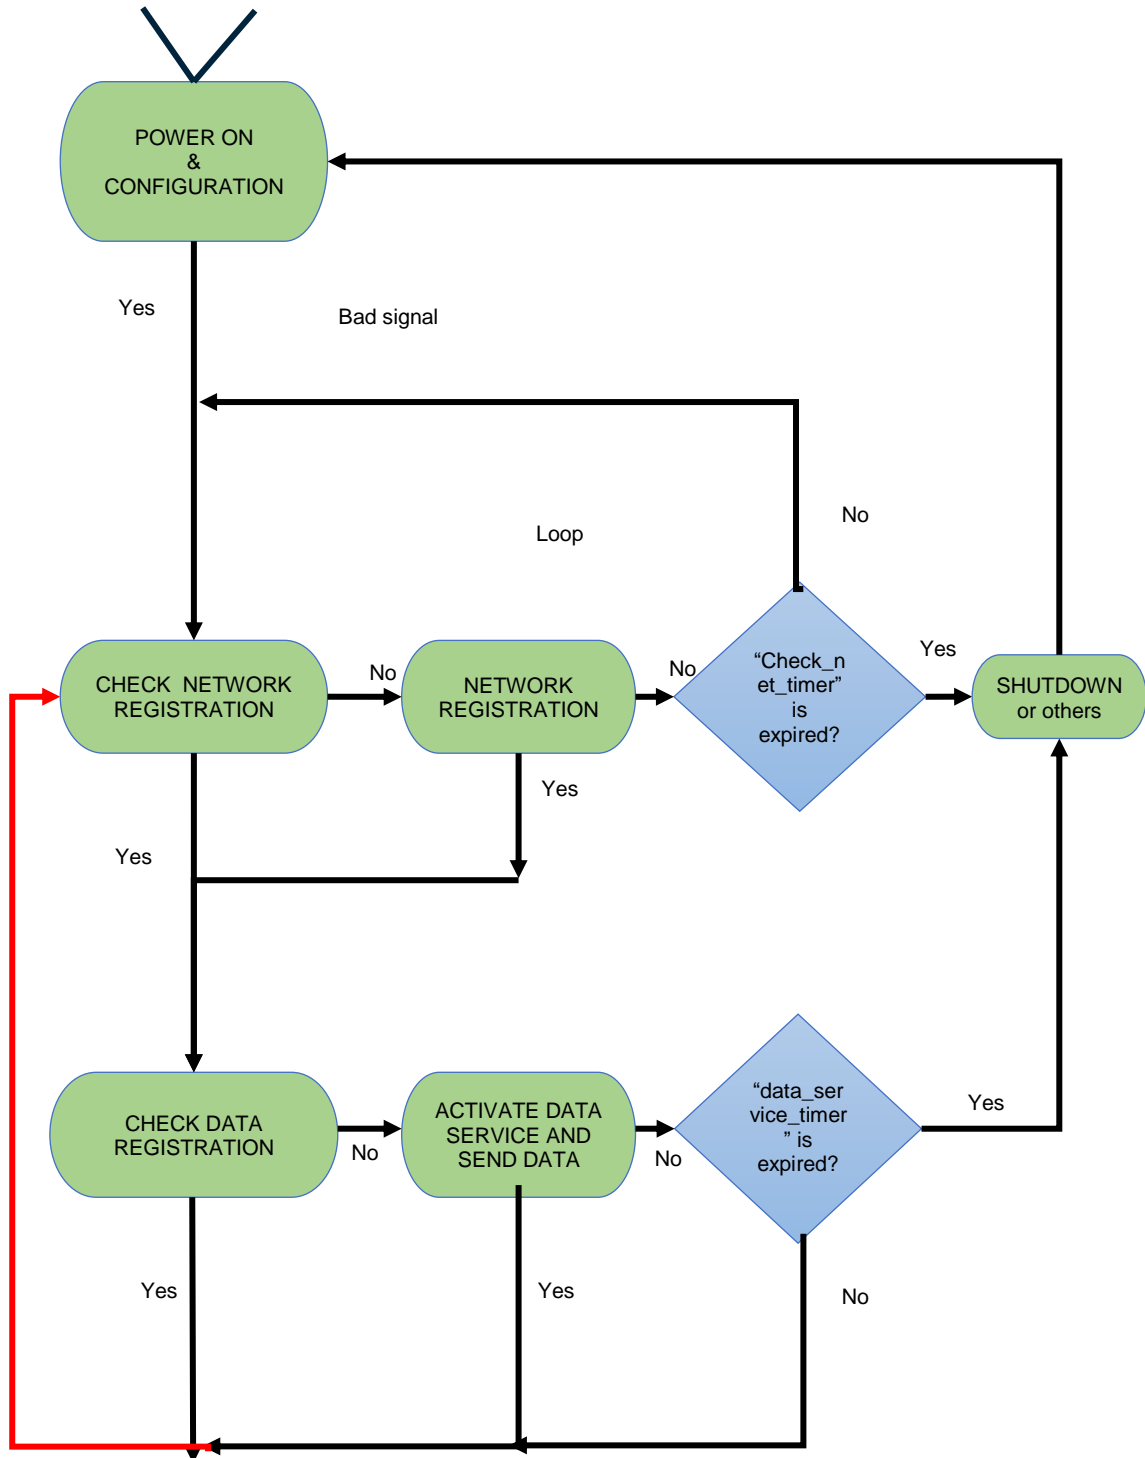 POWER ON
&
CONFIGURATION
Yes
Bad signal
No
Loop
CHECK  NETWORK
REGISTRATION
No
NETWORK
REGISTRATION
No
“Check_n
et_timer”
is
expired?
Yes
SHUTDOWN
or others
Yes
Yes
CHECK DATA
REGISTRATION
No
ACTIVATE DATA
SERVICE AND
SEND DATA
No
“data_ser
vice_timer
” is
expired?
Yes
Yes
Yes
No